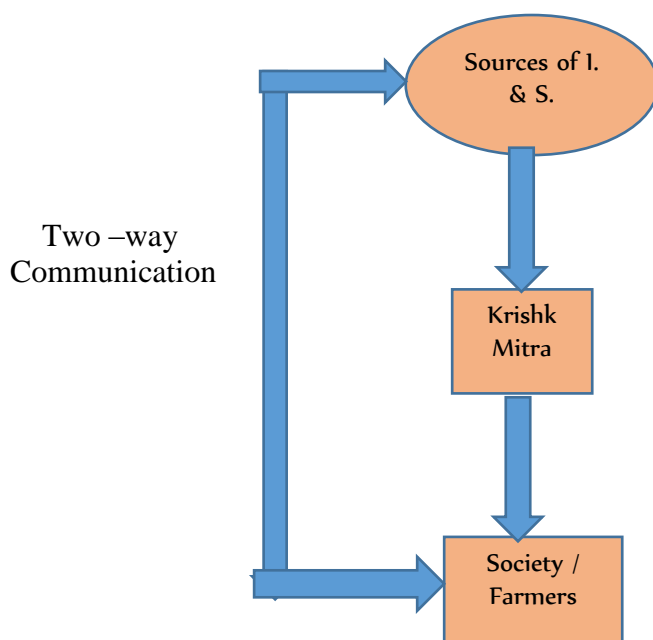 Sources of I.
& S.
Two –way
Communication
Krishk
Mitra
Society /
Farmers